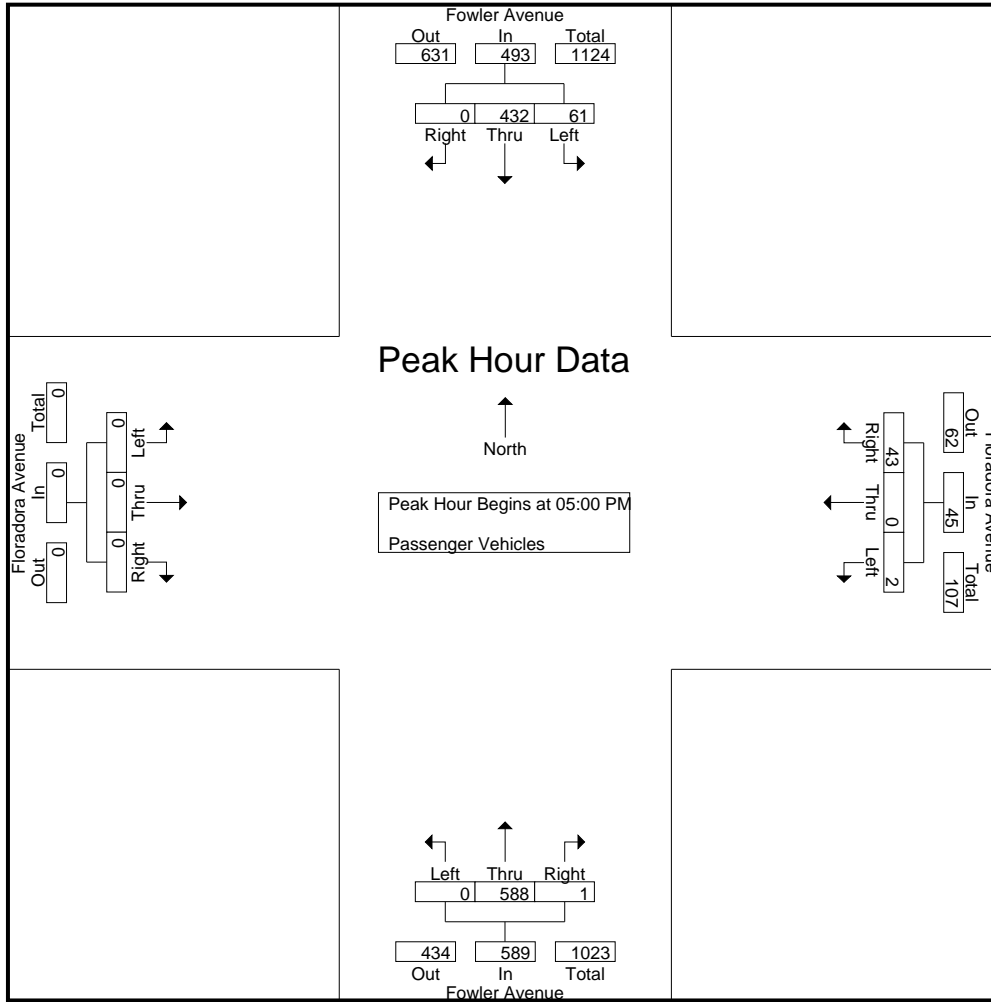 Fowler Avenue
Out In Total
631 493 1124
0 432 61
Right Thru Left
Peak Hour Data
North
Peak Hour Begins at 05:00 PM
Passenger Vehicles
Floradora Avenue
Total In Out
0 0 0
0 0 0
Left Thru Right
Right Thru Left
43 0 2
62 45 107
Out In Total
Floradora Avenue
Left Thru Right
0 588 1
434 589 1023
Out In Total
Fowler Avenue